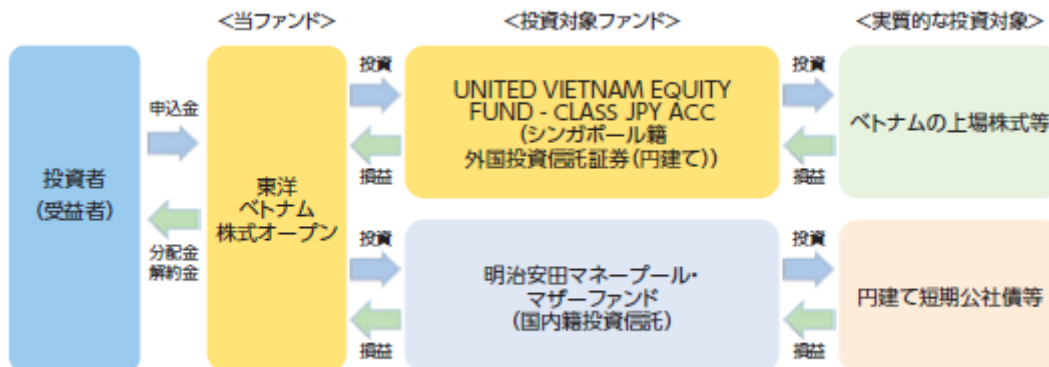 <当ファンド>
<投資対象ファンド>
<実質的な投資対象>
投資者
(受益者)
申込金
分配金
解約金
東洋
ベトナム
株式オープン
投資
損益
UNITED VIETNAM EQUITY
FUND - CLASS JPY ACC
(シンガポール籍
外国投資信託証券(円建て))
投資
損益
ベトナムの上場株式等
投資
損益
明治安田マネープール・
マザーファンド
(国内籍投資信託)
投資
損益
円建て短期公社債等